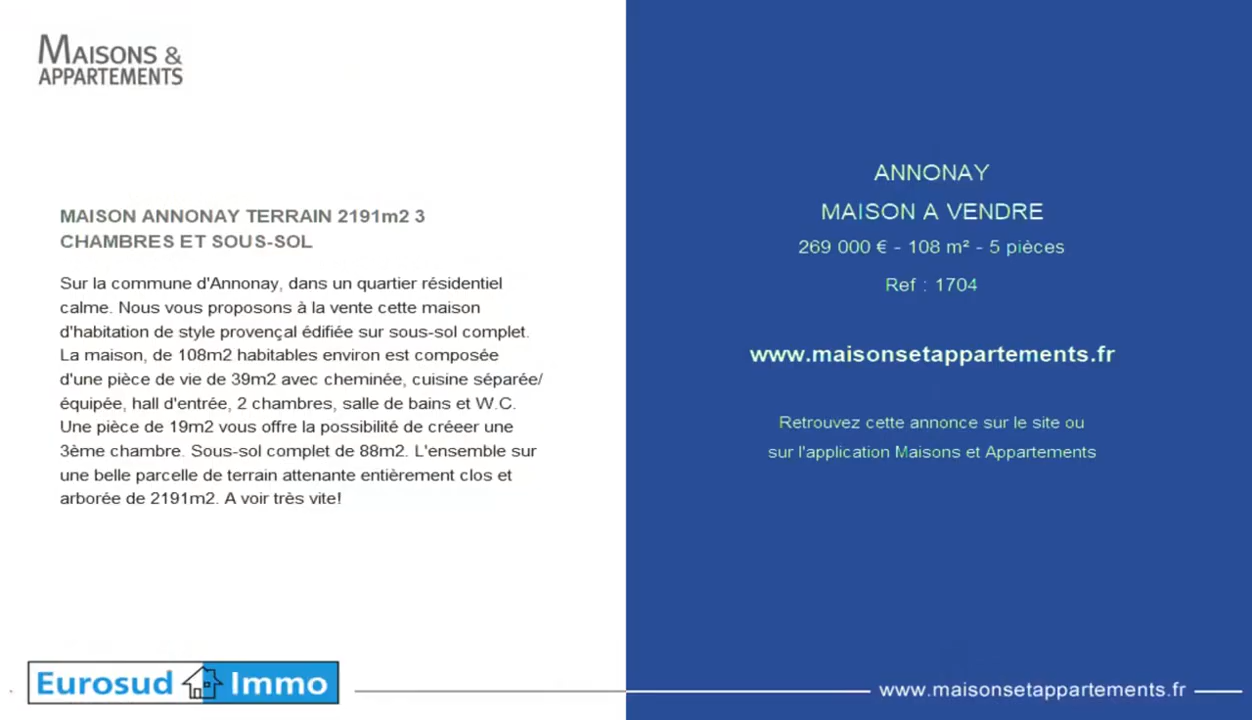 MAISONS &
APPARTEMENTS
MAISON ANNONAY TERRAIN 2191m2 3
CHAMBRES ET SOUS-SOL
Sur la commune d'Annonay, dans un quartier résidentiel
calme. Nous vous proposons à la vente cette maison
d'habitation de style provençal édifiée sur sous-sol complet.
La maison, de 108m2 habitables environ est composée
d'une pièce de vie de 39m2 avec cheminée, cuisine séparée/
équipée, hall d'entrée, 2 chambres, salle de bains et W.C.
Une pièce de 19m2 vous offre la possibilité de créeer une
3ème chambre. Sous-sol complet de 88m2. L'ensemble sur
une belle parcelle de terrain attenante entièrement clos et
arborée de 2191m2. A voir très vite!
Eurosud Immo
ANNONAY
MAISON A VENDRE
269 000 € - 108 m² - 5 pièces
Ref : 1704
www.maisonsetappartements.fr
Retrouvez cette annonce sur le site ou
sur l'application Maisons et Appartements
www.maisonsetappartements.fr